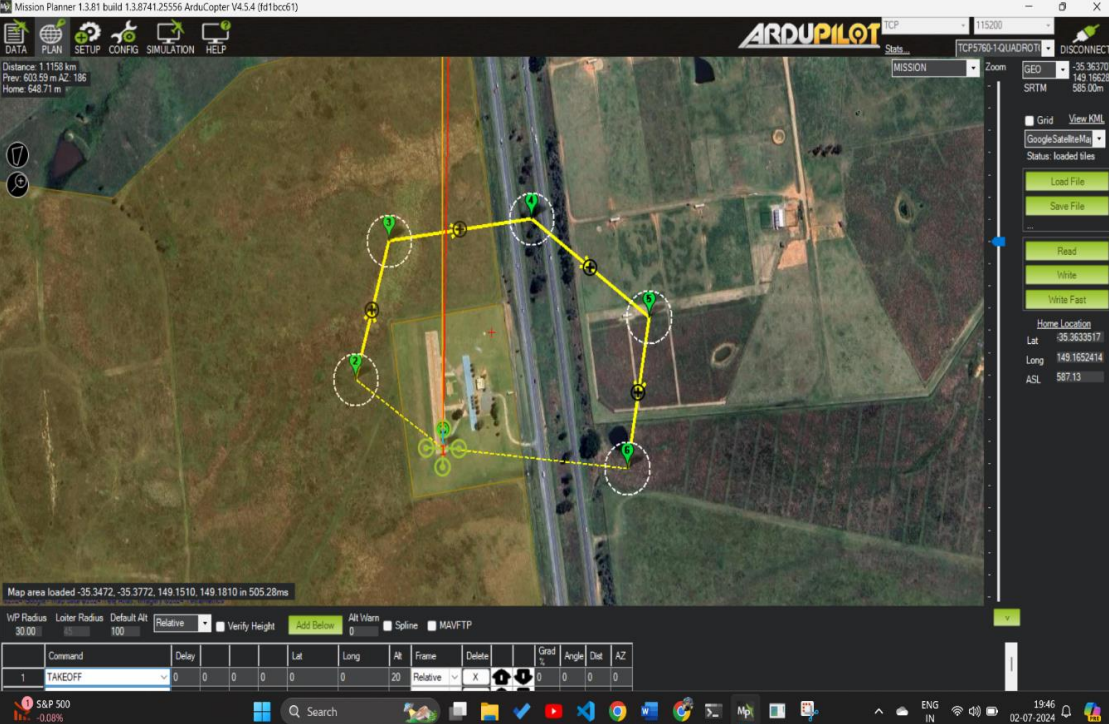 Mission Planner 1.3.81 build 1.3.8741.25556 ArduCopter V4.5.4 (fd1bcc61)
DATA PLAN SETUP CONFIG SIMULATION HELP
ARDUPILOT
TCP 115200
Stats... TCP5760-1-QUADROT DISCONNECT
Distance: 1.1158 km
Prev: 603.59 m AZ: 186
Home: 648.71 m
MISSION
Zoom
GEO -35.36370
149.16628
SRTM 585.00m
Grid View KML
GoogleSatelliteMap
Status: loaded tiles
Load File
Save File
...
Read
Write
Write Fast
Home Location
Lat -35.3633517
Long 149.1652414
ASL 587.13
4
3
5
2
6
Map area loaded -35.3472, -35.3772, 149.1510, 149.1810 in 505.28ms
WP Radius Loiter Radius Default Alt Alt Warn
30.00 45 100 Relative Verify Height Add Below 0 Spline MAVFTP
v
Command Delay Lat Long Alt Frame Delete Grad % Angle Dist AZ
1 TAKEOFF 0 0 0 0 0 0 20 Relative X 0 0 0 0
1 S&P 500
-0.08%
Search
ENG
IN
19:46
02-07-2024